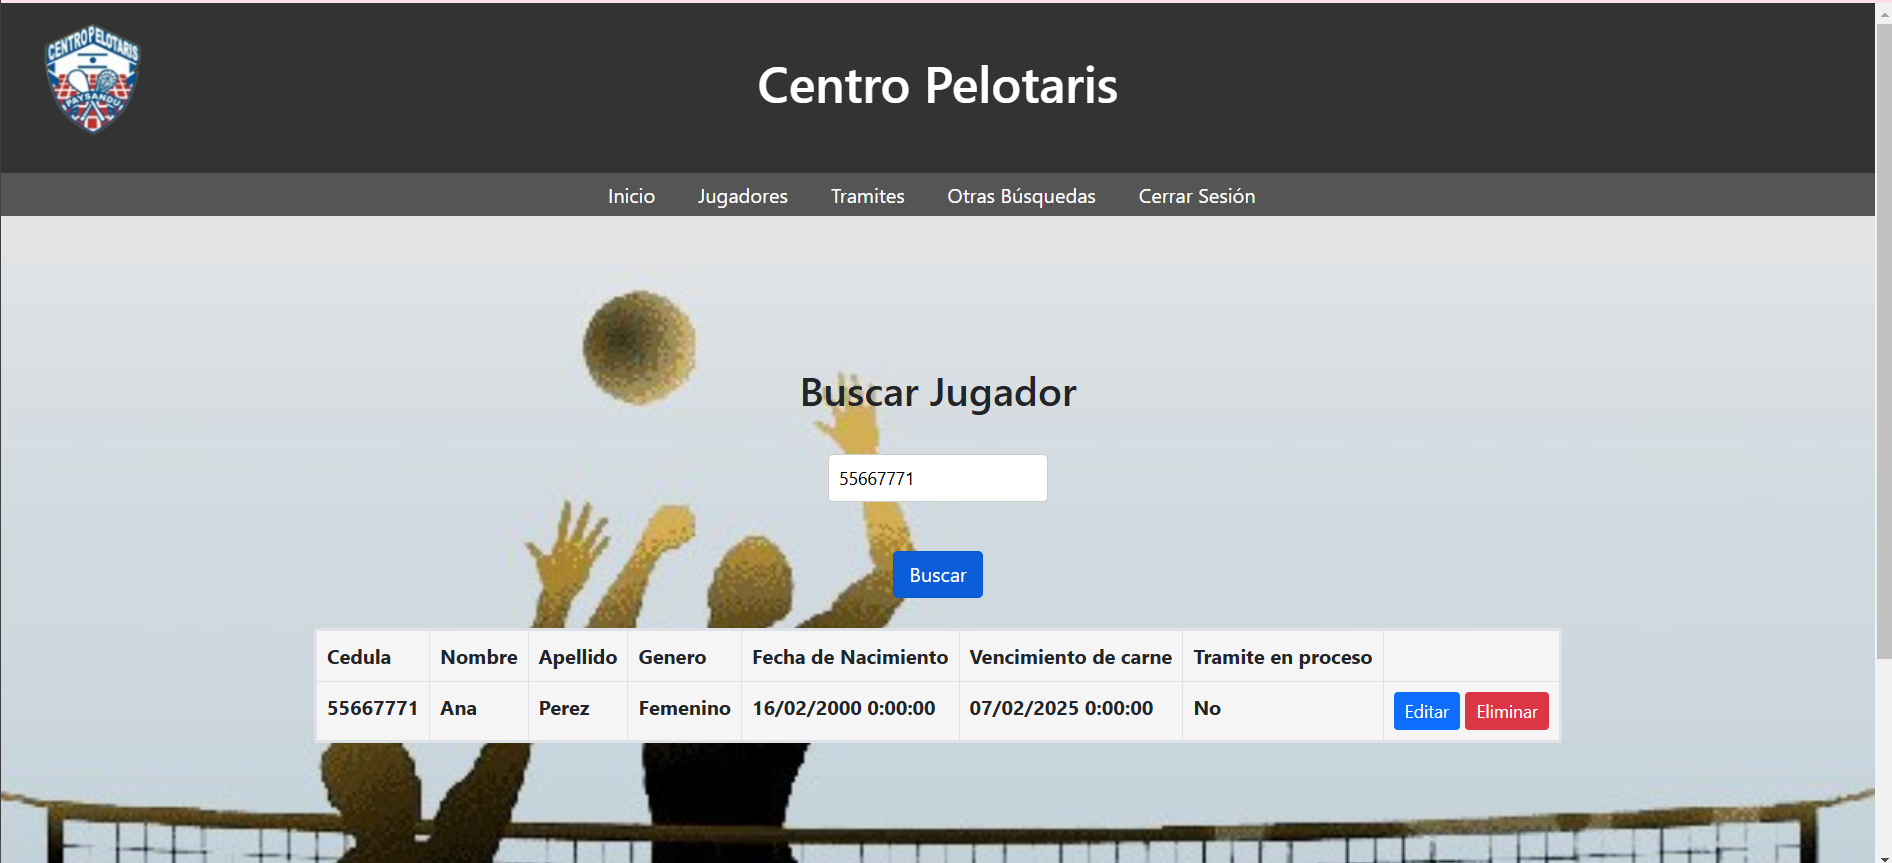 CENTRO PELOTARIS
PAYSANDU
Centro Pelotaris
Inicio Jugadores Tramites Otras Búsquedas Cerrar Sesión
Buscar Jugador
55667771
Buscar
Cedula Nombre Apellido Genero Fecha de Nacimiento Vencimiento de carne Tramite en proceso
55667771 Ana Perez Femenino 16/02/2000 0:00:00 07/02/2025 0:00:00 No Editar Eliminar